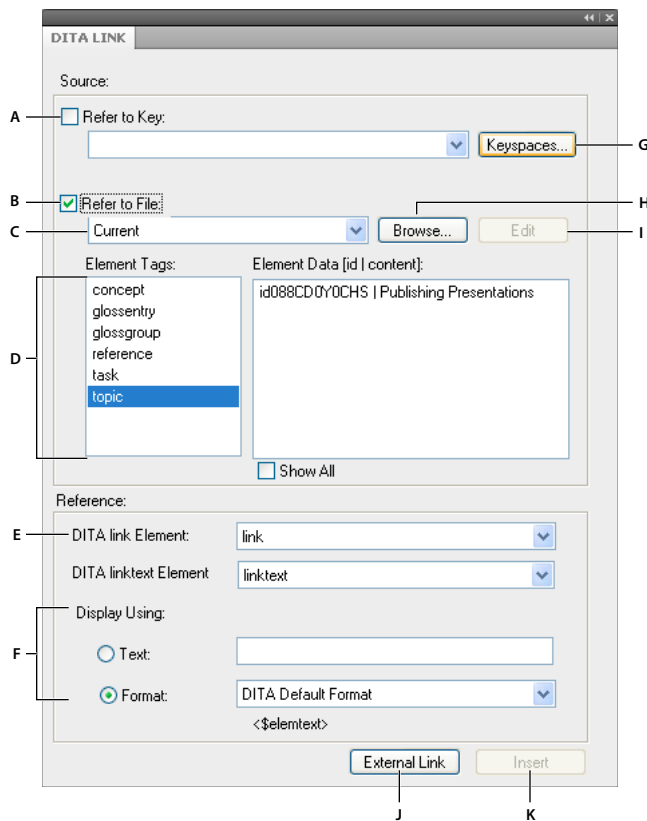 DITA LINK
Source:
A
Refer to Key:
Keyspaces...
G
B
Refer to File:
H
C
Current
Browse...
Edit
I
Element Tags:
Element Data [id | content]:
D
concept
glossentry
glossgroup
reference
task
topic
id088CD0Y0CHS | Publishing Presentations
Show All
Reference:
E
DITA link Element:
link
DITA linktext Element
linktext
F
Display Using:
Text:
Format:
DITA Default Format
<$elemtext>
External Link
Insert
J
K